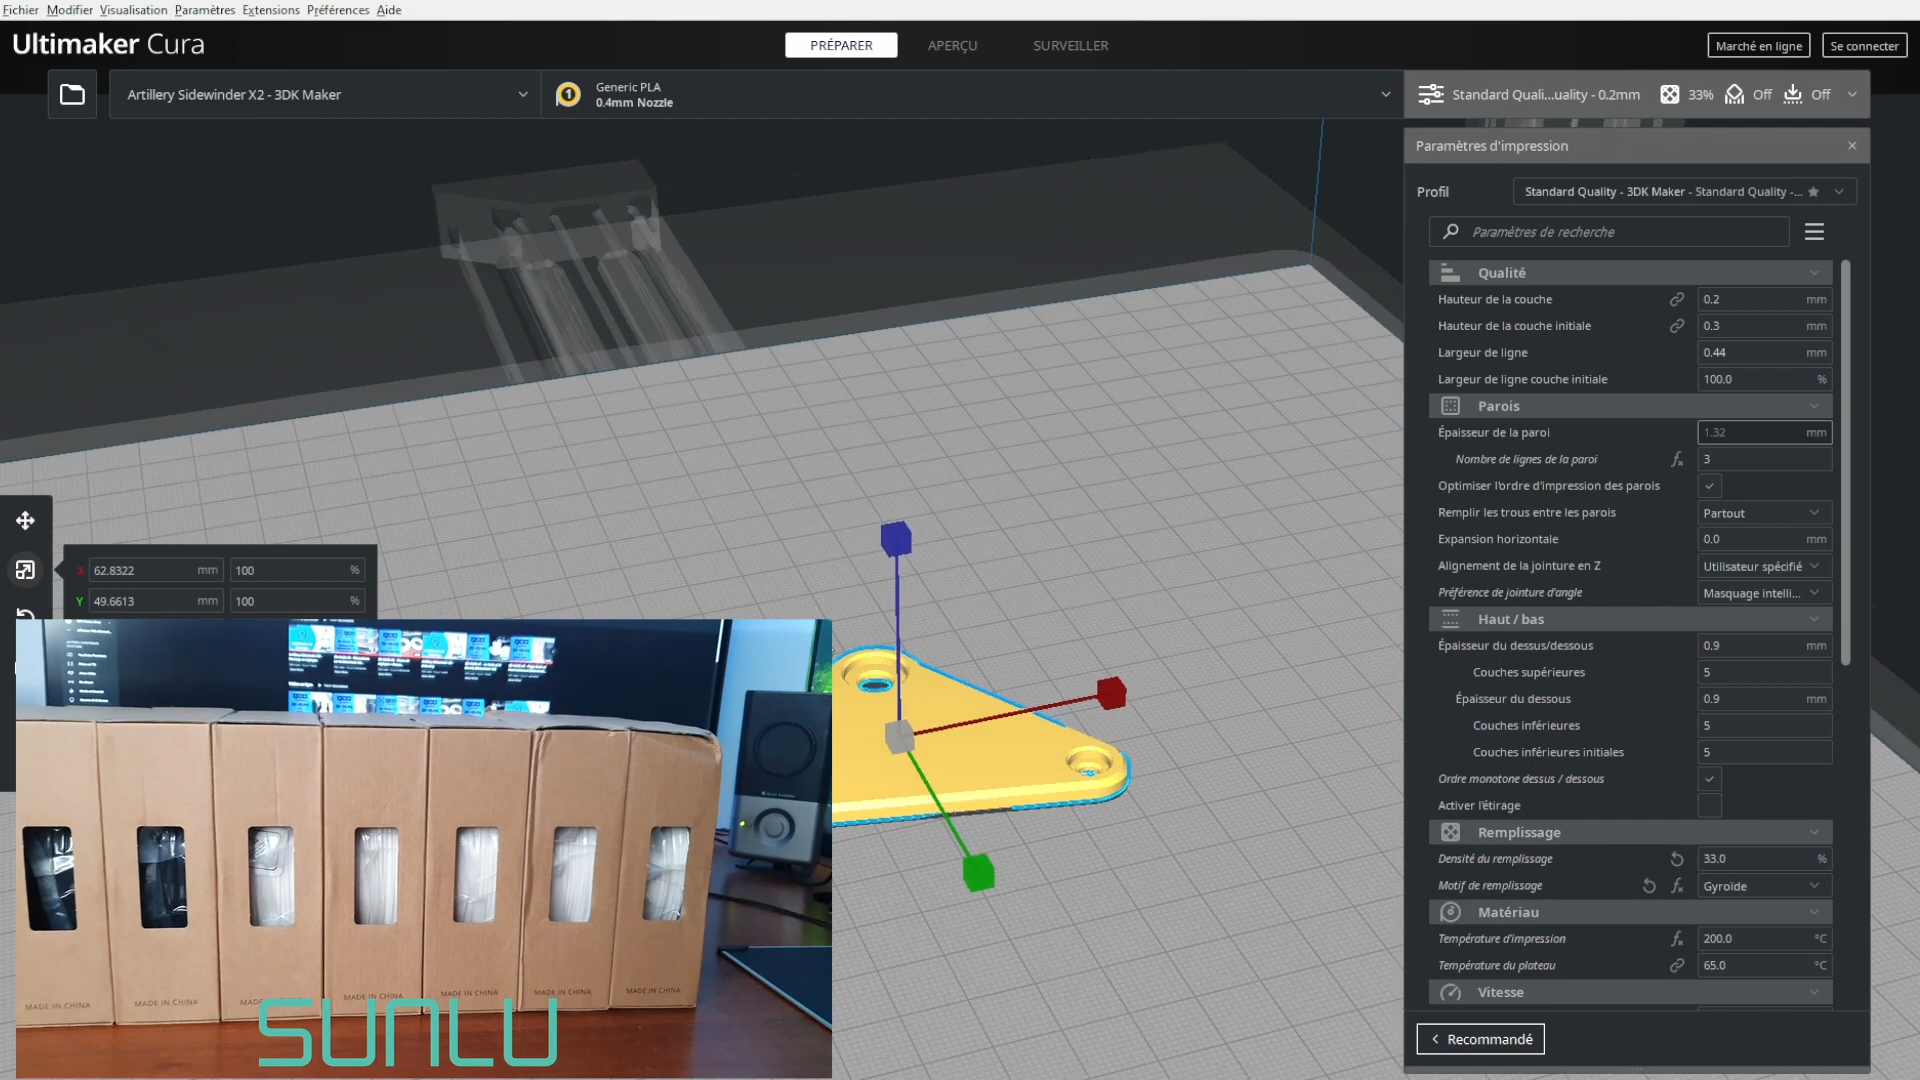 Fichier Modifier Visualisation Paramètres Extensions Préférences Aide
Ultimaker Cura
PRÉPARER APERÇU SURVEILLER
Marché en ligne Se connecter
Artillery Sidewinder X2 - 3DK Maker
1 Generic PLA
0.4mm Nozzle
Standard Quali...uality - 0.2mm 33% Off Off
Paramètres d'impression
Profil Standard Quality - 3DK Maker - Standard Quality -...
Paramètres de recherche
Qualité
Hauteur de la couche 0.2 mm
Hauteur de la couche initiale 0.3 mm
Largeur de ligne 0.44 mm
Largeur de ligne couche initiale 100.0 %
Parois
Épaisseur de la paroi 1.32 mm
Nombre de lignes de la paroi 3
Optimiser l'ordre d'impression des parois
Remplir les trous entre les parois Partout
Expansion horizontale 0.0 mm
Alignement de la jointure en Z Utilisateur spécifié
Préférence de jointure d'angle Masquage intelli...
Haut / bas
Épaisseur du dessus/dessous 0.9 mm
Couches supérieures 5
Épaisseur du dessous 0.9 mm
Couches inférieures 5
Couches inférieures initiales 5
Ordre monotone dessus / dessous
Activer l'étirage
Remplissage
Densité du remplissage 33.0 %
Motif de remplissage Gyroïde
Matériau
Température d'impression 200.0 °C
Température du plateau 65.0 °C
Vitesse
Recommandé
X 62.8322 mm 100 %
Y 49.6613 mm 100 %
MADE IN CHINA
MADE IN CHINA
MADE IN CHINA
MADE IN CHINA
MADE IN CHINA
MADE IN CHINA
SUNLU